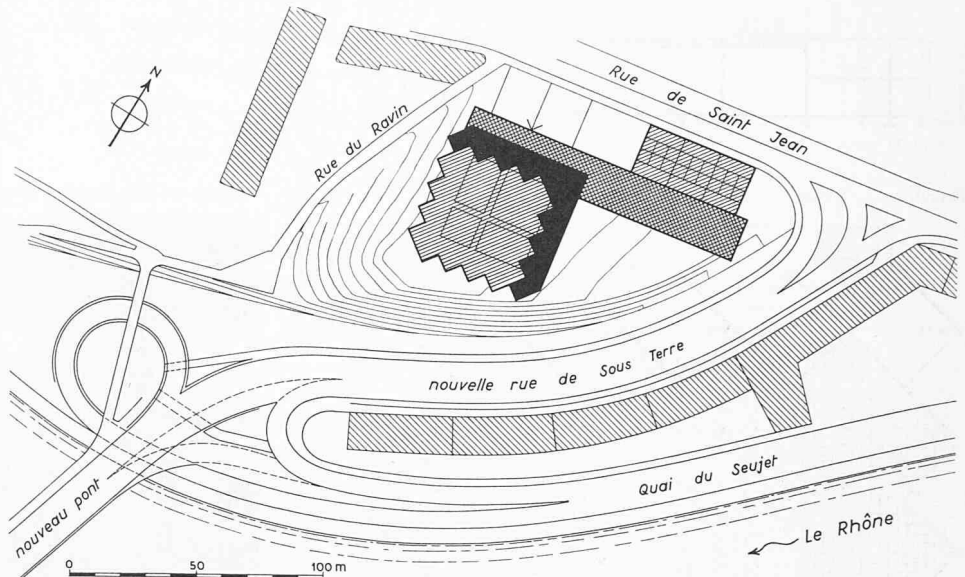 N
Rue de Saint Jean
Rue du Ravin
nouvelle rue de Sous Terre
Quai du Seujet
nouveau pont
Le Rhône
0 50 100 m